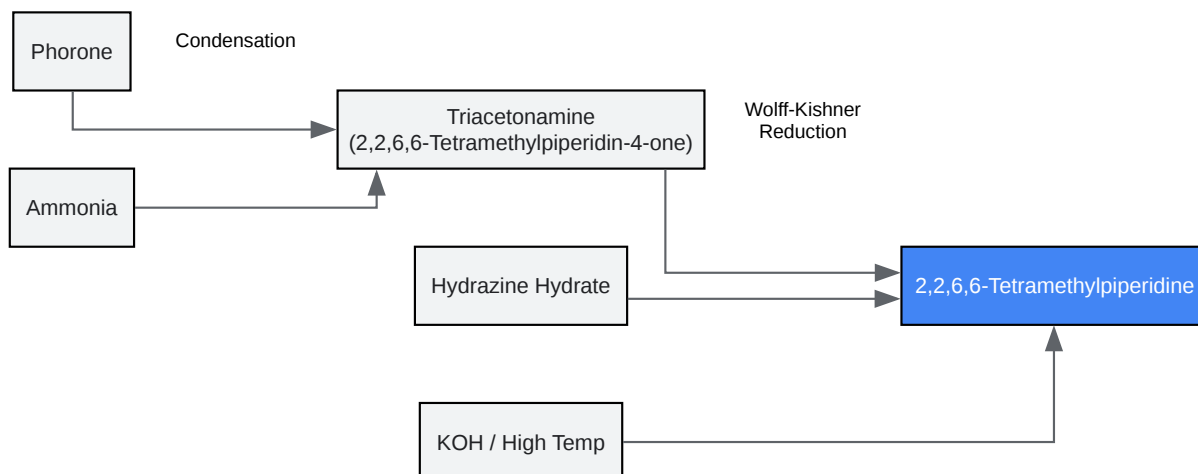 Phorone
Condensation
Triacetonamine
(2,2,6,6-Tetramethylpiperidin-4-one)
Wolff-Kishner
Reduction
Ammonia
Hydrazine Hydrate
2,2,6,6-Tetramethylpiperidine
KOH / High Temp